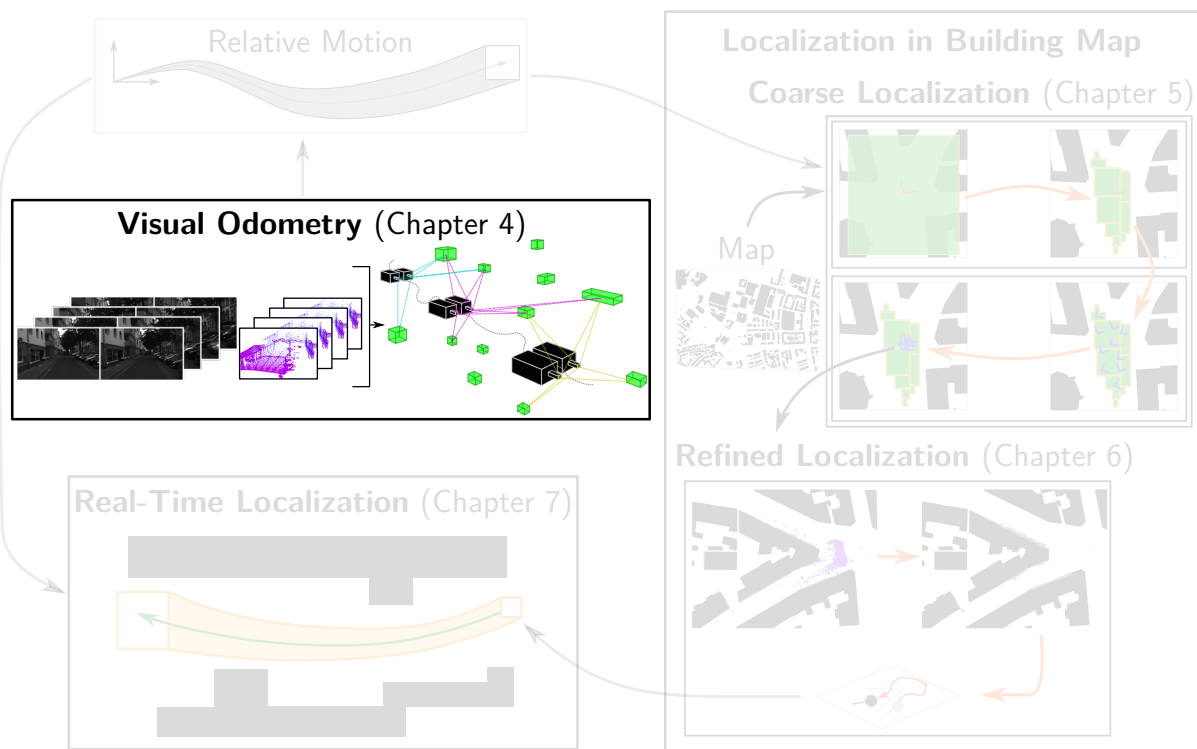 Relative Motion
Localization in Building Map
Coarse Localization (Chapter 5)
Visual Odometry (Chapter 4)
Map
Refined Localization (Chapter 6)
Real-Time Localization (Chapter 7)